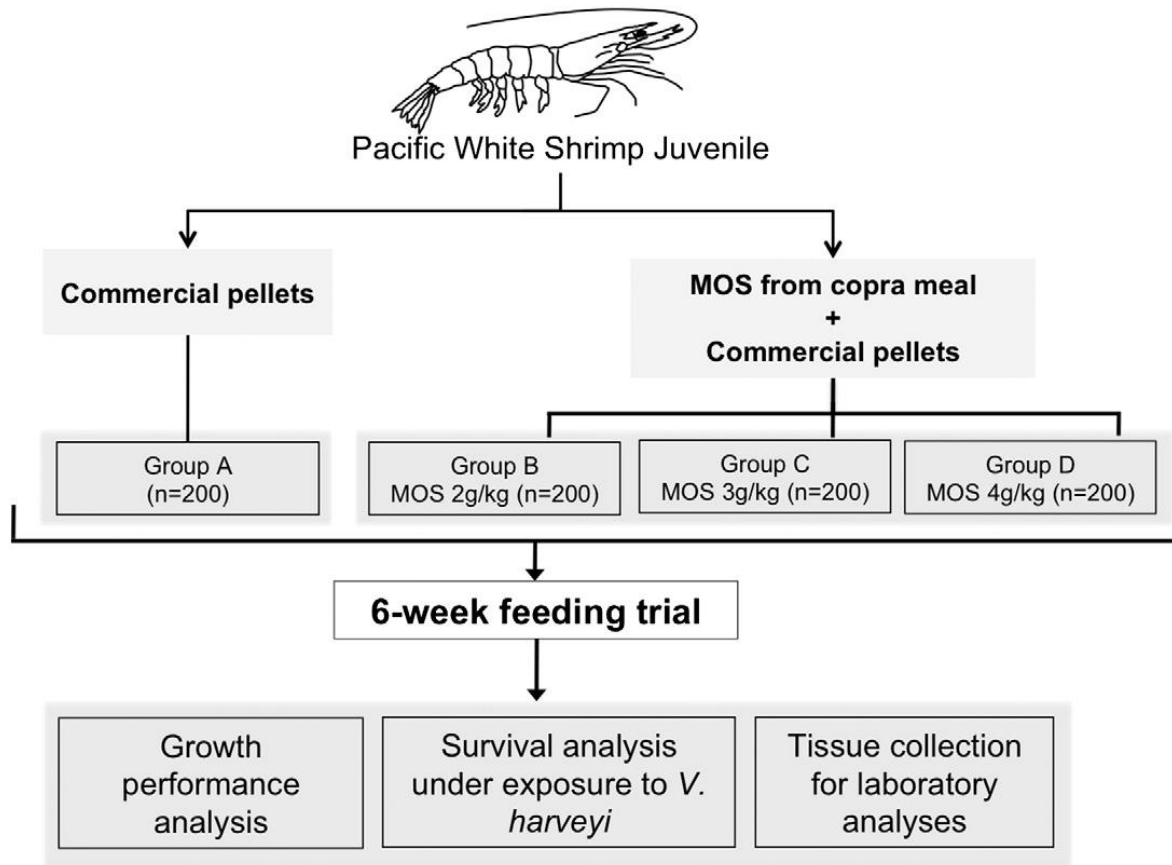 Pacific White Shrimp Juvenile
Commercial pellets
MOS from copra meal
+
Commercial pellets
Group A
(n=200)
Group B
MOS 2g/kg (n=200)
Group C
MOS 3g/kg (n=200)
Group D
MOS 4g/kg (n=200)
6-week feeding trial
Growth
performance
analysis
Survival analysis
under exposure to V.
harveyi
Tissue collection
for laboratory
analyses